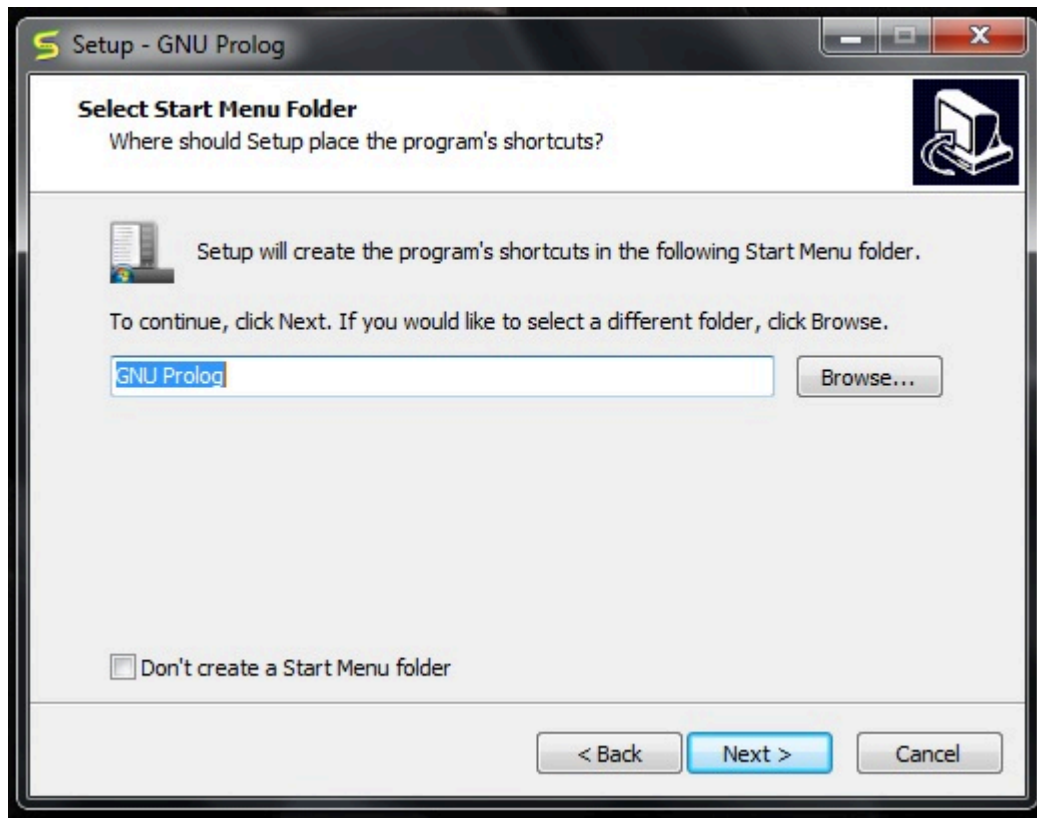 Setup - GNU Prolog
Select Start Menu Folder
Where should Setup place the program's shortcuts?
Setup will create the program's shortcuts in the following Start Menu folder.
To continue, click Next. If you would like to select a different folder, click Browse.
GNU Prolog
Browse...
Don't create a Start Menu folder
< Back
Next >
Cancel